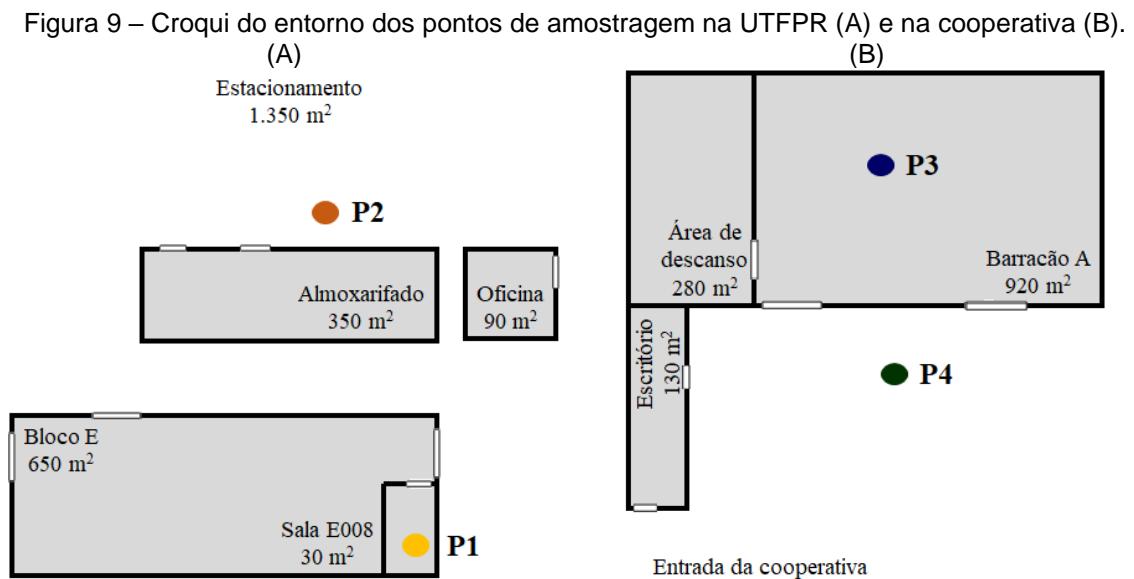 Figura 9 – Croqui do entorno dos pontos de amostragem na UTFPR (A) e na cooperativa (B).
(A)
(B)
Estacionamento
1.350 m²
P2
Almoxarifado
350 m²
Oficina
90 m²
Bloco E
650 m²
Sala E008
30 m²
P1
P3
Área de
descanso
280 m²
Barracão A
920 m²
Escritório
130 m²
P4
Entrada da cooperativa